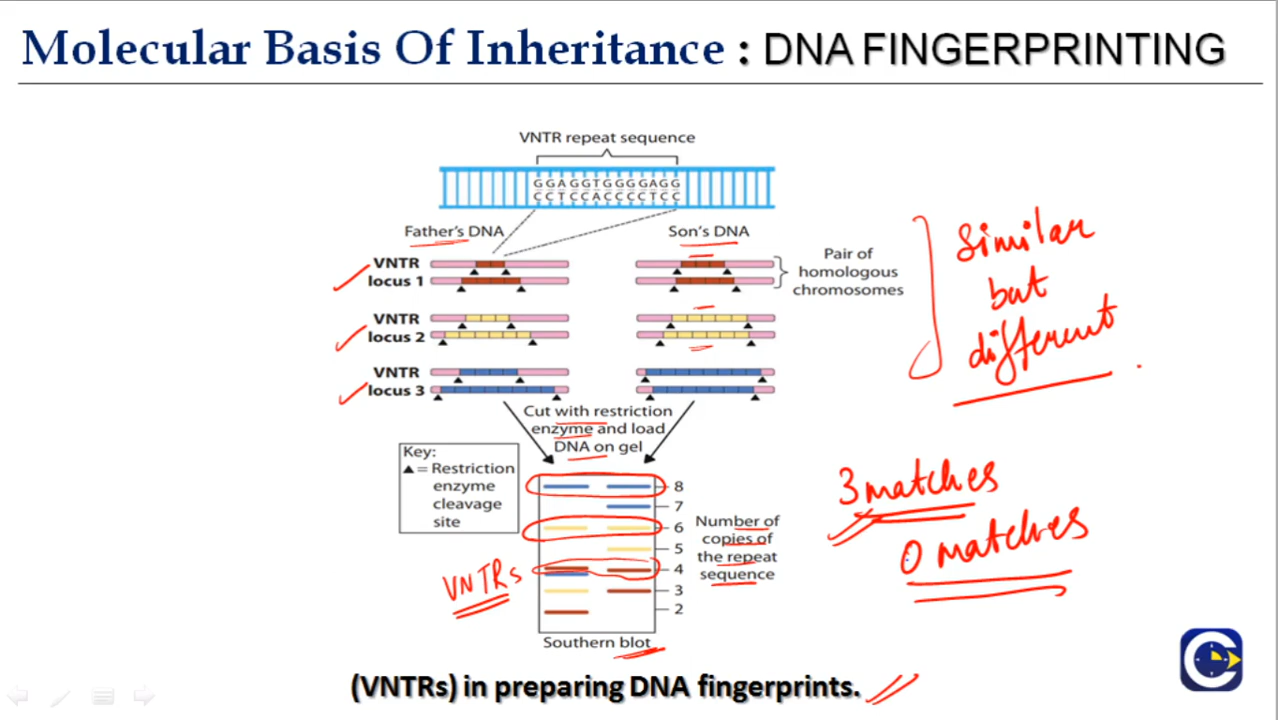 Molecular Basis Of Inheritance : DNA FINGERPRINTING
VNTR repeat sequence
GGAGGTGGGGAGG
CCTCCACCCCTCC
Father's DNA
Son's DNA
VNTR
locus 1
Pair of
homologous
chromosomes
VNTR
locus 2
VNTR
locus 3
Similar
but
different
Cut with restriction
enzyme and load
DNA on gel
Key:
▲ = Restriction
enzyme
cleavage
site
8
7
6
5
4
3
2
Number of
copies of
the repeat
sequence
VNTRs
3 matches
0 matches
Southern blot
(VNTRs) in preparing DNA fingerprints.